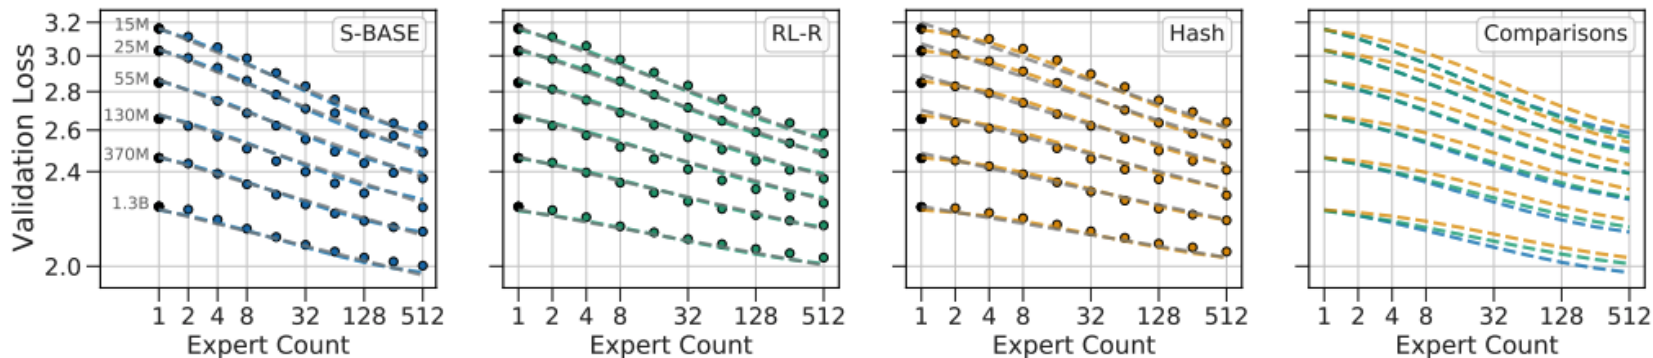 Validation Loss
3.2
3.0
2.8
2.6
2.4
2.0
15M
25M
55M
130M
370M
1.3B
S-BASE
1 2 4 8 32 128 512
Expert Count
RL-R
1 2 4 8 32 128 512
Expert Count
Hash
1 2 4 8 32 128 512
Expert Count
Comparisons
1 2 4 8 32 128 512
Expert Count